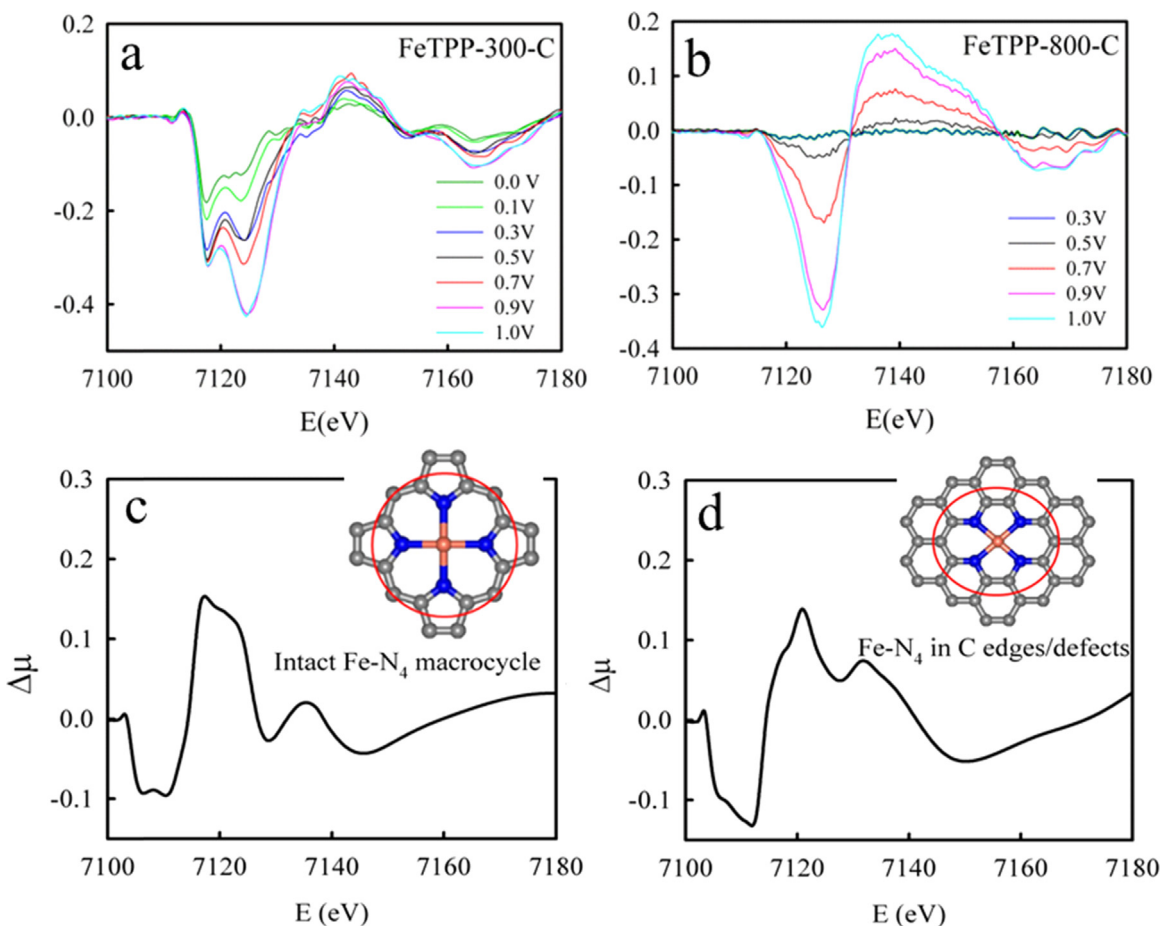 a
FeTPP-300-C
0.2
0.0
-0.2
-0.4
0.0 V
0.1V
0.3V
0.5V
0.7V
0.9V
1.0V
7100
7120
7140
7160
7180
E(eV)
b
FeTPP-800-C
0.2
0.1
0.0
-0.1
-0.2
-0.3
-0.4
0.3V
0.5V
0.7V
0.9V
1.0V
7100
7120
7140
7160
7180
E(eV)
c
0.3
0.2
0.1
0.0
-0.1
Δμ
Intact Fe-N₄ macrocycle
7100
7120
7140
7160
7180
E (eV)
d
0.3
0.2
0.1
0.0
-0.1
Δμ
Fe-N₄ in C edges/defects
7100
7120
7140
7160
7180
E (eV)